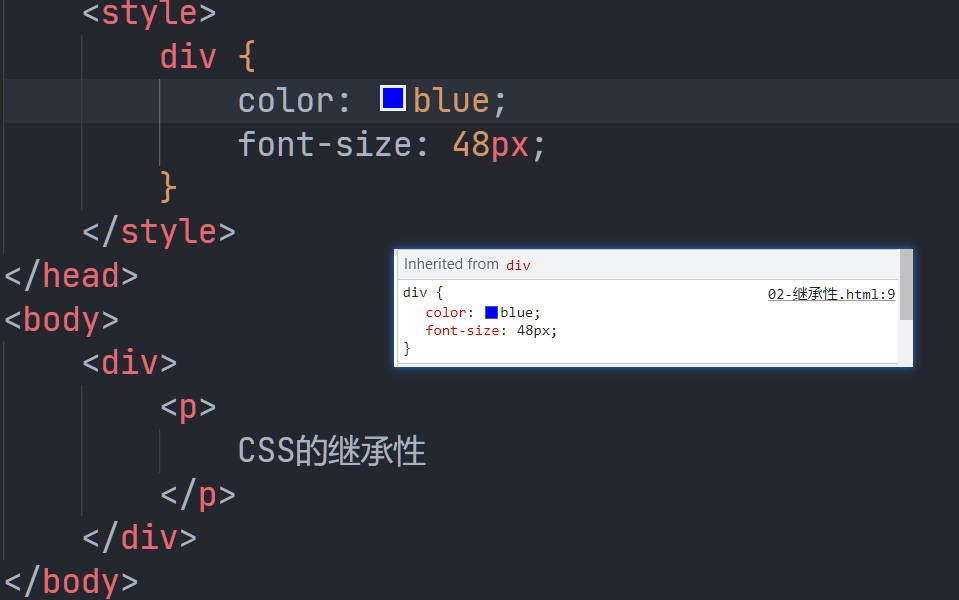 <style>
div {
color: blue;
font-size: 48px;
}
</style>
</head>
<body>
<div>
<p>
CSS的继承性
</p>
</div>
</body>
Inherited from div
div { 02-继承性.html:9
color: blue;
font-size: 48px;
}